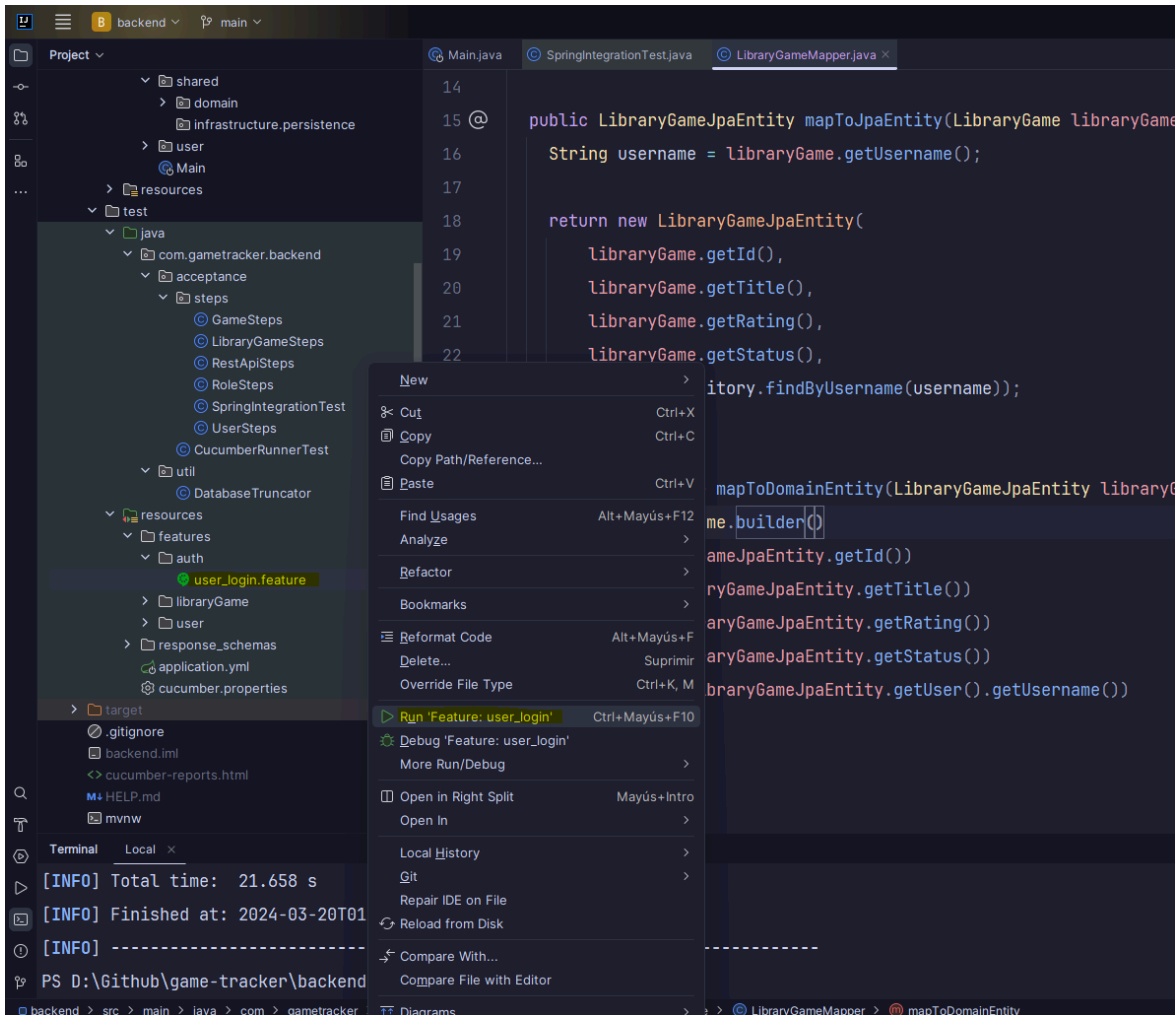 B backend main
Project
Main.java SpringIntegrationTest.java LibraryGameMapper.java
shared
domain
infrastructure.persistence
user
Main
resources
test
java
com.gametracker.backend
acceptance
steps
GameSteps
LibraryGameSteps
RestApiSteps
RoleSteps
SpringIntegrationTest
UserSteps
CucumberRunnerTest
util
DatabaseTruncator
resources
features
auth
user_login.feature
libraryGame
user
response_schemas
application.yml
cucumber.properties
target
.gitignore
backend.iml
cucumber-reports.html
HELP.md
mvnw
14
15 @ public LibraryGameJpaEntity mapToJpaEntity(LibraryGame libraryGame
16 String username = libraryGame.getUsername();
17
18 return new LibraryGameJpaEntity(
19 libraryGame.getId(),
20 libraryGame.getTitle(),
21 libraryGame.getRating(),
22 libraryGame.getStatus(),
itory.findByUsername(username));
mapToDomainEntity(LibraryGameJpaEntity libraryG
me.builder()
ameJpaEntity.getId())
ryGameJpaEntity.getTitle())
aryGameJpaEntity.getRating())
aryGameJpaEntity.getStatus())
braryGameJpaEntity.getUser().getUsername())
New
Cut Ctrl+X
Copy Ctrl+C
Copy Path/Reference...
Paste Ctrl+V
Find Usages Alt+Mayús+F12
Analyze
Refactor
Bookmarks
Reformat Code Alt+Mayús+F
Delete... Suprimir
Override File Type Ctrl+K, M
Run 'Feature: user_login' Ctrl+Mayús+F10
Debug 'Feature: user_login'
More Run/Debug
Open in Right Split Mayús+Intro
Open In
Local History
Git
Repair IDE on File
Reload from Disk
Compare With...
Compare File with Editor
Diagrams
Terminal Local
[INFO] Total time: 21.658 s
[INFO] Finished at: 2024-03-20T01
[INFO] ------------------------------------------------------------------------
PS D:\Github\game-tracker\backend
backend > src > main > java > com > gametracker > LibraryGameMapper > mapToDomainEntity